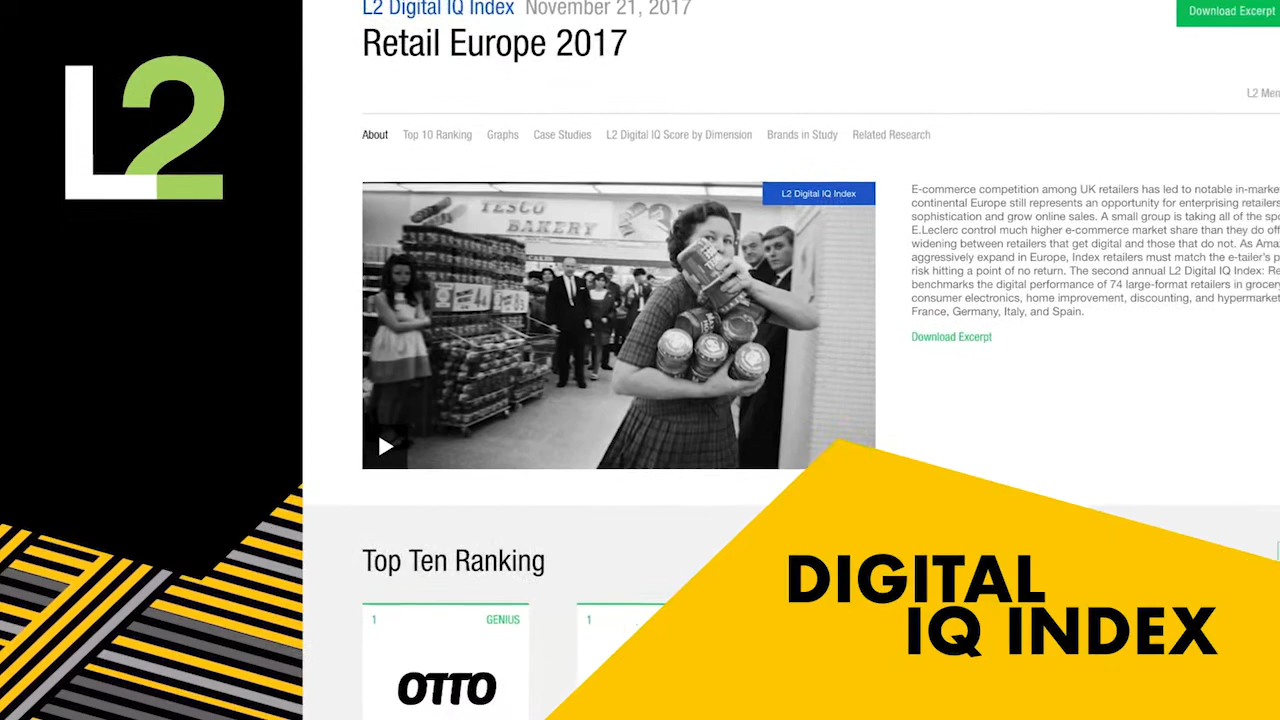 L2
L2 Digital IQ Index November 21, 2017
Download Excerpt
Retail Europe 2017
L2 Mem
About Top 10 Ranking Graphs Case Studies L2 Digital IQ Score by Dimension Brands in Study Related Research
L2 Digital IQ Index
TESCO
BAKERY
CAKES
E-commerce competition among UK retailers has led to notable in-marke
continental Europe still represents an opportunity for enterprising retailers
sophistication and grow online sales. A small group is taking all of the spo
E.Leclerc control much higher e-commerce market share than they do off
widening between retailers that get digital and those that do not. As Ama
aggressively expand in Europe, Index retailers must match the e-tailer's p
risk hitting a point of no return. The second annual L2 Digital IQ Index: Re
benchmarks the digital performance of 74 large-format retailers in grocery
consumer electronics, home improvement, discounting, and hypermarket
France, Germany, Italy, and Spain.
Download Excerpt
Top Ten Ranking
1 GENIUS
1
OTTO
DIGITAL
IQ INDEX